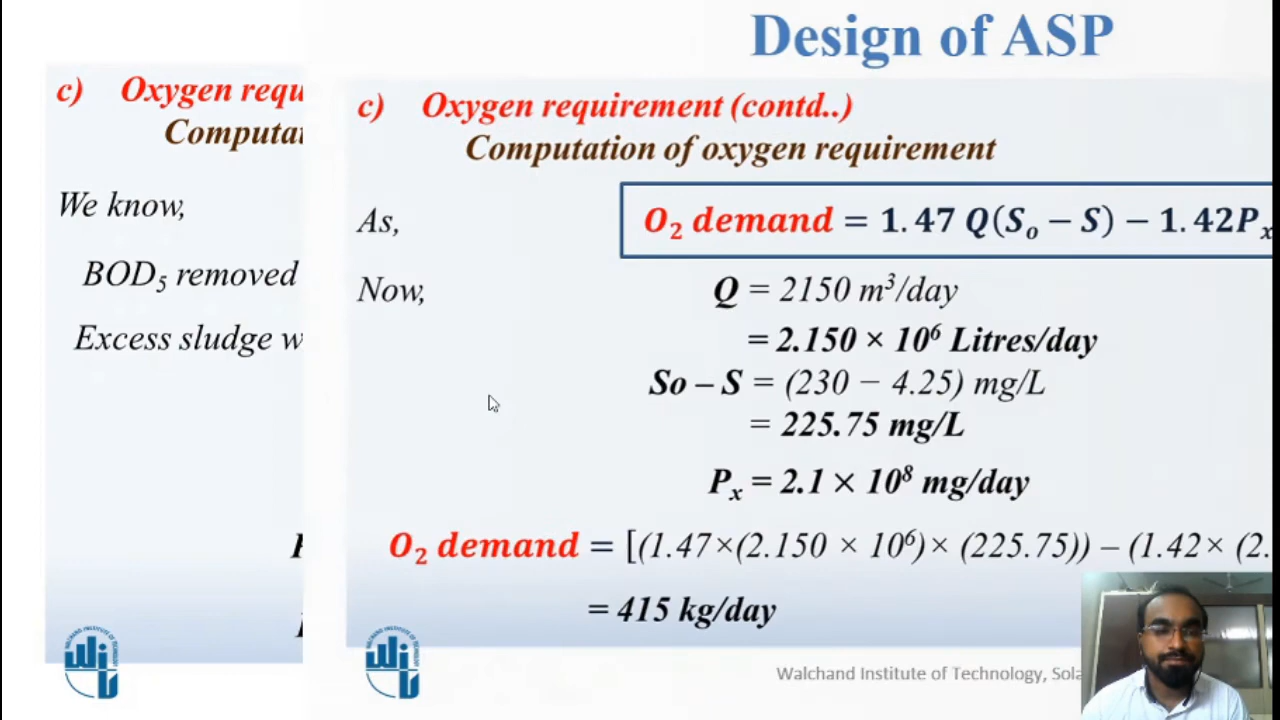 Design of ASP
c) Oxygen requ
Computat
We know,
BOD₅ removed
Excess sludge w
c) Oxygen requirement (contd..)
Computation of oxygen requirement
As,
O₂ demand = 1.47 Q(Sₒ − S) − 1.42Pₓ
Now,
Q = 2150 m³/day
= 2.150 × 10⁶ Litres/day
So – S = (230 − 4.25) mg/L
= 225.75 mg/L
Pₓ = 2.1 × 10⁸ mg/day
O₂ demand = [(1.47×(2.150 × 10⁶)× (225.75)) – (1.42× (2.
= 415 kg/day
Walchand Institute of Technology, Sola